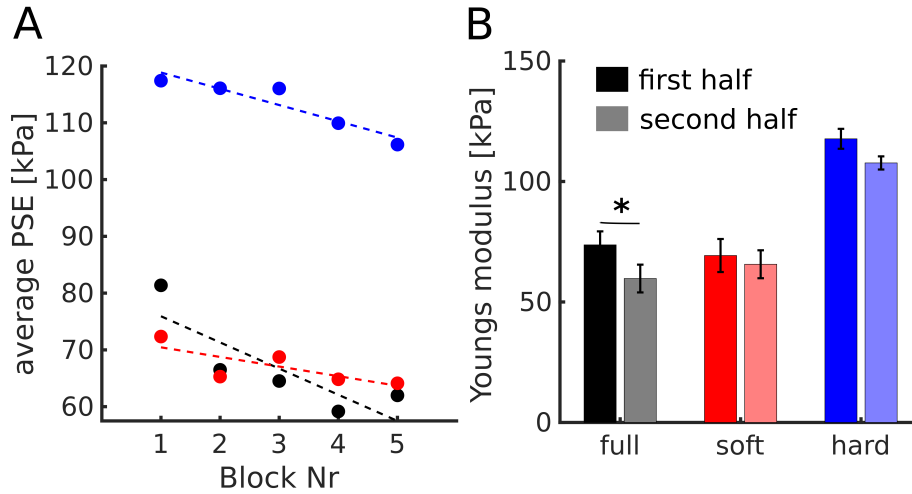 A
average PSE [kPa]
120
110
100
90
80
70
60
1 2 3 4 5
Block Nr
B
Youngs modulus [kPa]
150
100
50
0
first half
second half
*
full soft hard